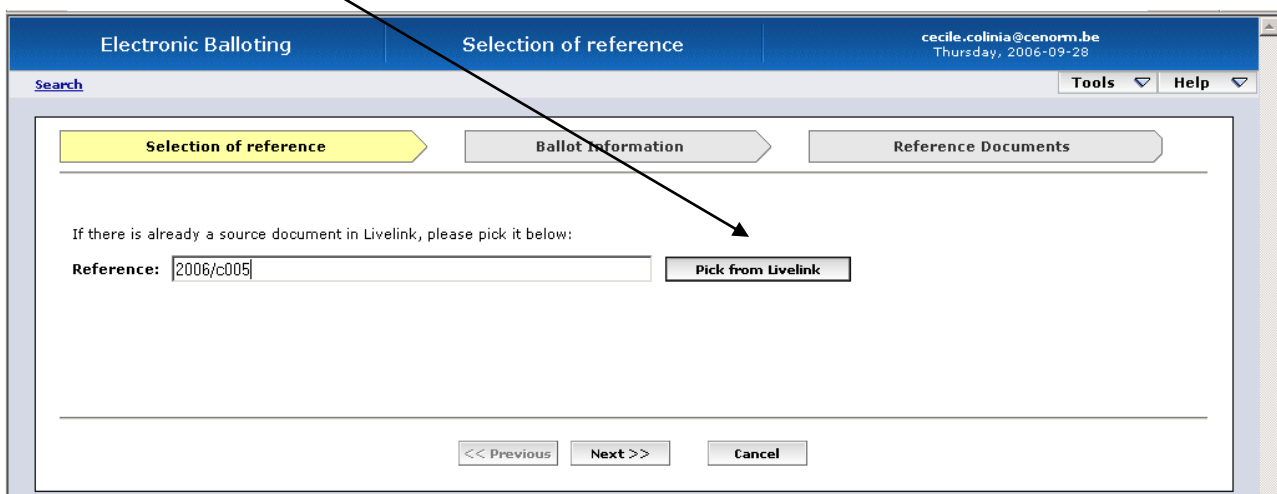 Electronic Balloting
Selection of reference
cecile.colinia@cenorm.be
Thursday, 2006-09-28
Search
Tools
Help
Selection of reference
Ballot Information
Reference Documents
If there is already a source document in Livelink, please pick it below:
Reference: 2006/c005 Pick from Livelink
<< Previous Next >> Cancel